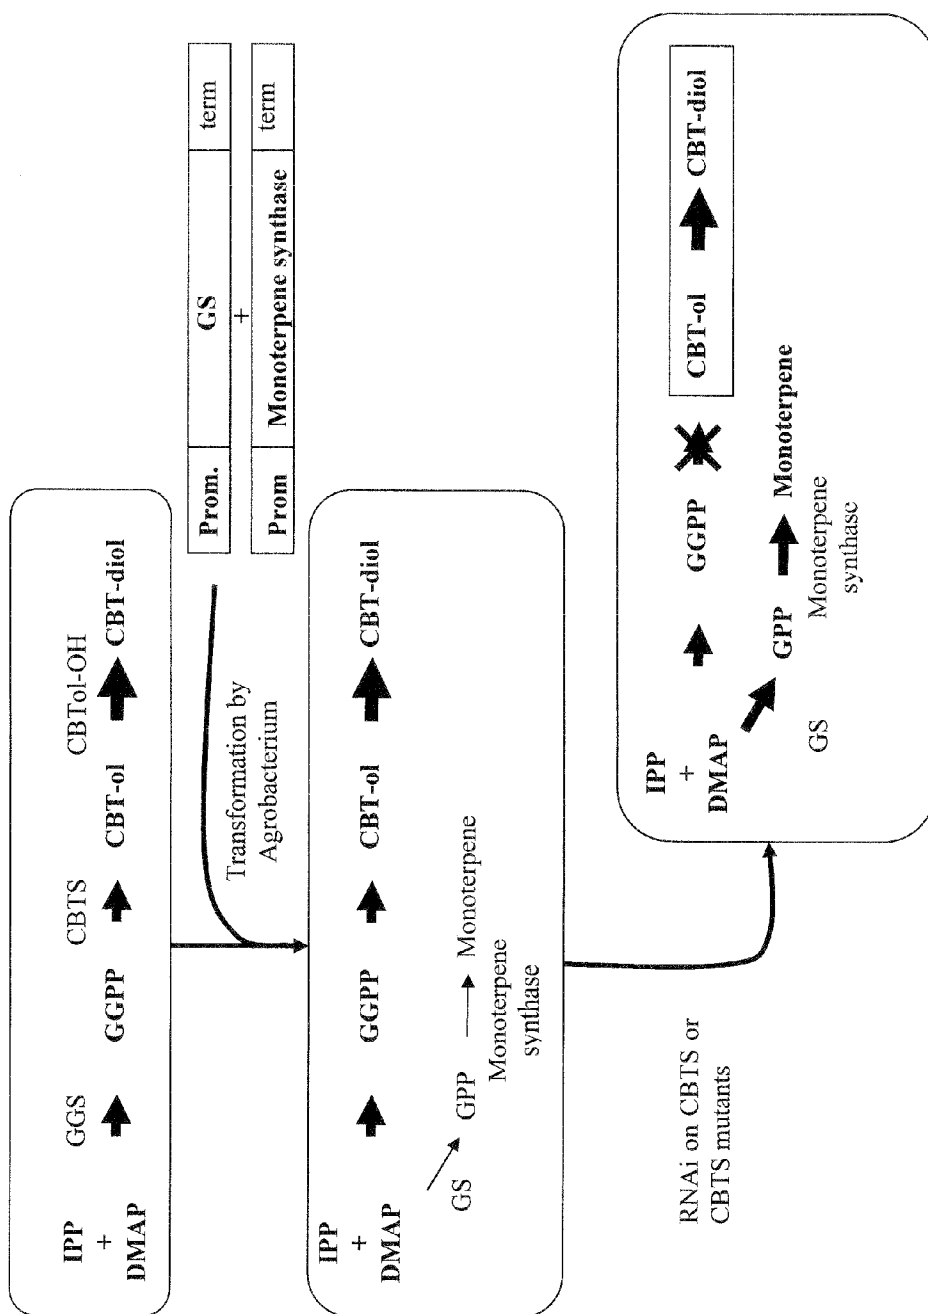 IPP
+
DMAP
GGS
GGPP
CBTS
CBT-ol
CBTol-OH
CBT-diol
Prom.
GS
term
+
Prom
Monoterpene synthase
term
Transformation by
Agrobacterium
IPP
+
DMAP
GGPP
CBT-ol
CBT-diol
GS
GPP
Monoterpene
Monoterpene
synthase
RNAi on CBTS or
CBTS mutants
IPP
+
DMAP
GGPP
CBT-ol
CBT-diol
GS
GPP
Monoterpene
Monoterpene
synthase